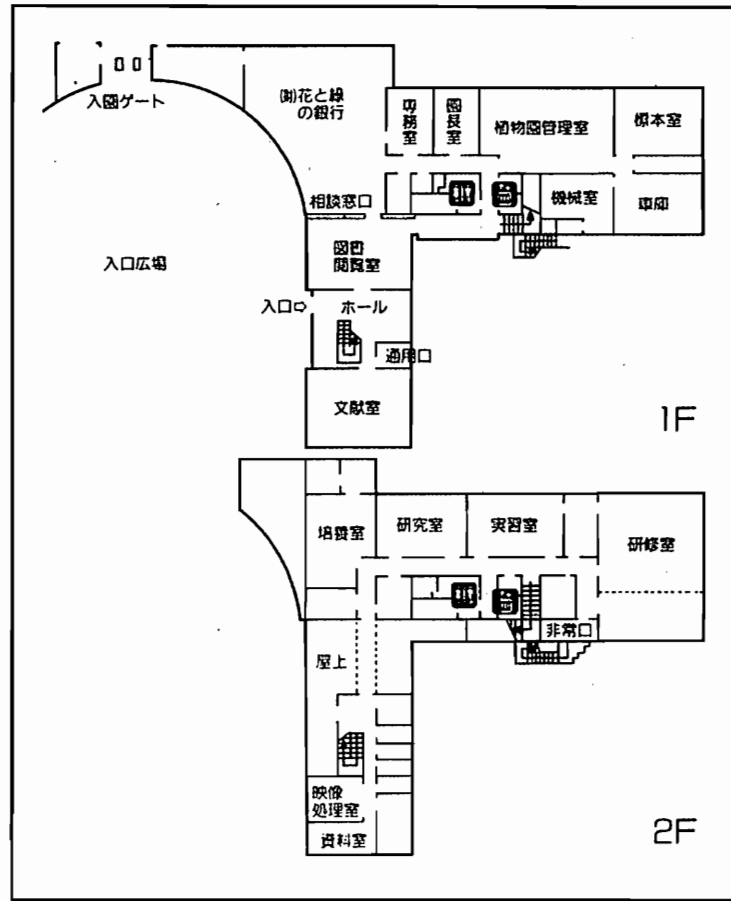 入園ゲート
(財)花と緑
の銀行
専務室
園長室
植物園管理室
標本室
相談窓口
機械室
車庫
図書
閲覧室
入口広場
入口⇨
ホール
通用口
文献室
1F
培養室
研究室
実習室
研修室
非常口
屋上
映像
処理室
資料室
2F